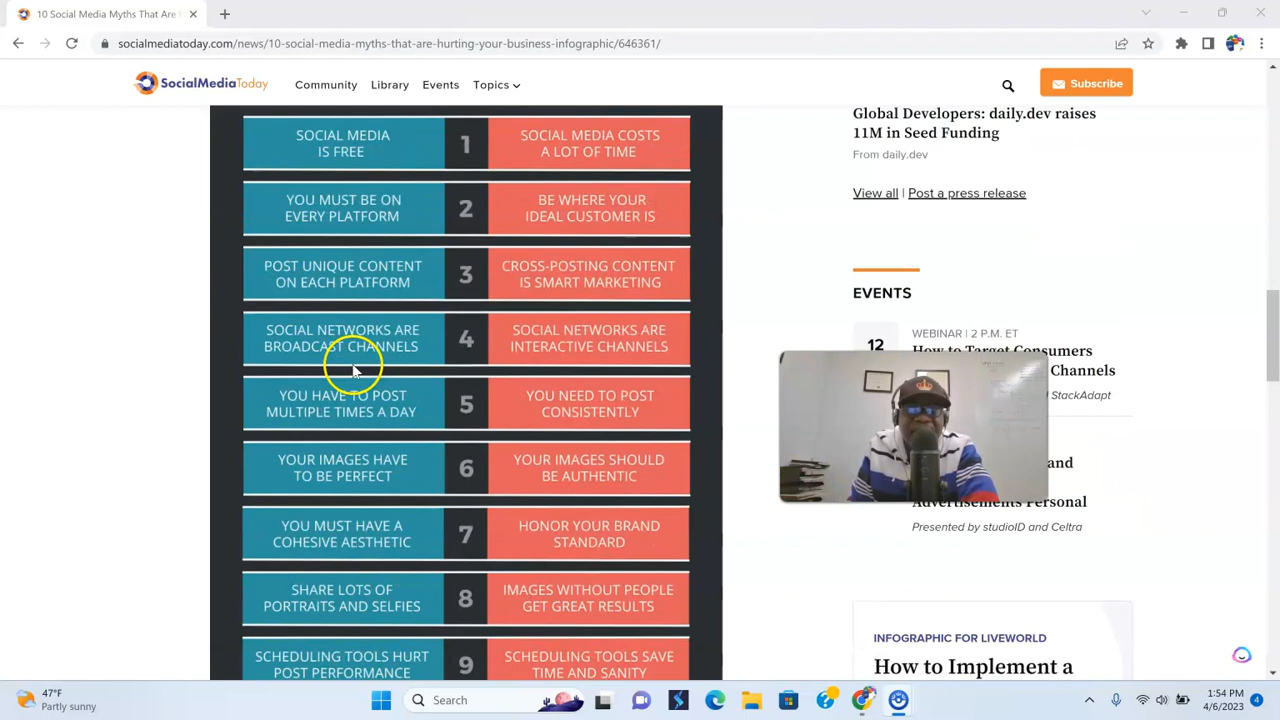 10 Social Media Myths That Are
socialmediatoday.com/news/10-social-media-myths-that-are-hurting-your-business-infographic/646361/
SocialMediaToday
Community
Library
Events
Topics
Subscribe
SOCIAL MEDIA
IS FREE
1
SOCIAL MEDIA COSTS
A LOT OF TIME
YOU MUST BE ON
EVERY PLATFORM
2
BE WHERE YOUR
IDEAL CUSTOMER IS
POST UNIQUE CONTENT
ON EACH PLATFORM
3
CROSS-POSTING CONTENT
IS SMART MARKETING
SOCIAL NETWORKS ARE
BROADCAST CHANNELS
4
SOCIAL NETWORKS ARE
INTERACTIVE CHANNELS
YOU HAVE TO POST
MULTIPLE TIMES A DAY
5
YOU NEED TO POST
CONSISTENTLY
YOUR IMAGES HAVE
TO BE PERFECT
6
YOUR IMAGES SHOULD
BE AUTHENTIC
YOU MUST HAVE A
COHESIVE AESTHETIC
7
HONOR YOUR BRAND
STANDARD
SHARE LOTS OF
PORTRAITS AND SELFIES
8
IMAGES WITHOUT PEOPLE
GET GREAT RESULTS
SCHEDULING TOOLS HURT
POST PERFORMANCE
9
SCHEDULING TOOLS SAVE
TIME AND SANITY
Global Developers: daily.dev raises
11M in Seed Funding
From daily.dev
View all | Post a press release
EVENTS
12
WEBINAR | 2 P.M. ET
How to Target Consumers
Channels
StackAdapt
and
Advertisements Personal
Presented by studioID and Celtra
INFOGRAPHIC FOR LIVEWORLD
How to Implement a
47°F
Partly sunny
Search
1:54 PM
4/6/2023
4